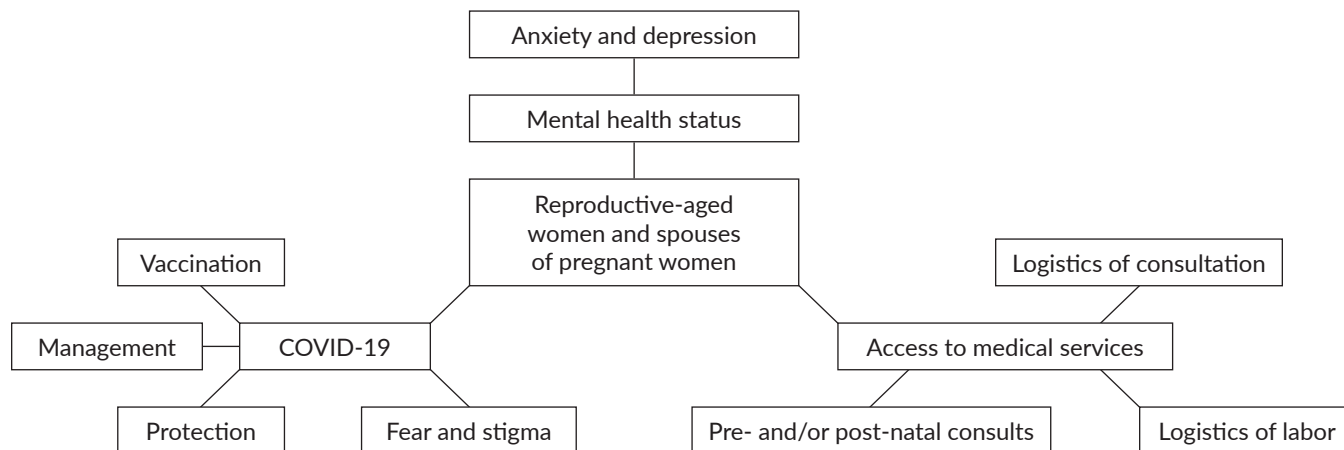 Anxiety and depression
Mental health status
Reproductive-aged
women and spouses
of pregnant women
Vaccination
Logistics of consultation
Management
COVID-19
Access to medical services
Protection
Fear and stigma
Pre- and/or post-natal consults
Logistics of labor